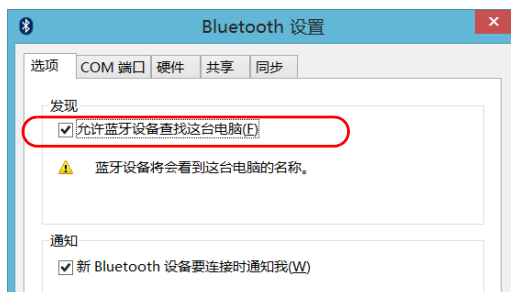 Bluetooth 设置
选项 COM 端口 硬件 共享 同步
发现
允许蓝牙设备查找这台电脑(F)
蓝牙设备将会看到这台电脑的名称。
通知
新 Bluetooth 设备要连接时通知我(W)